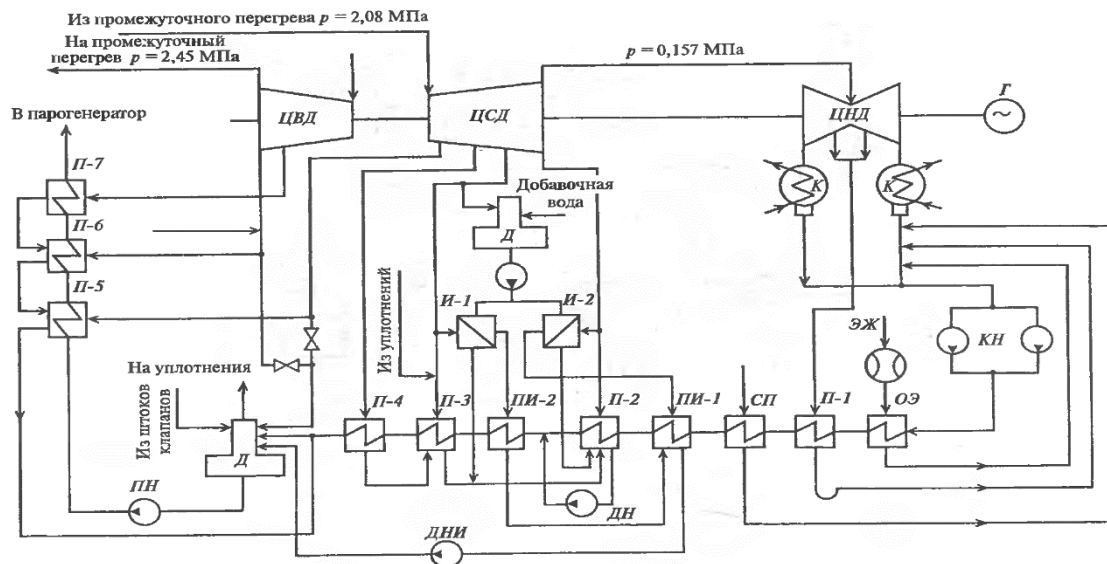 Из промежуточного перегрева p = 2,08 МПа
На промежуточный
перегрев p = 2,45 МПа
p = 0,157 МПа
В парогенератор
ЦВД
ЦСД
ЦНД
Г
П-7
П-6
П-5
Добавочная
вода
Д
К
К
И-1
И-2
Из уплотнений
ЭЖ
КН
На уплотнения
Из штоков
клапанов
Д
П-4
П-3
ПИ-2
П-2
ПИ-1
СП
П-1
ОЭ
ПН
ДН
ДНИ